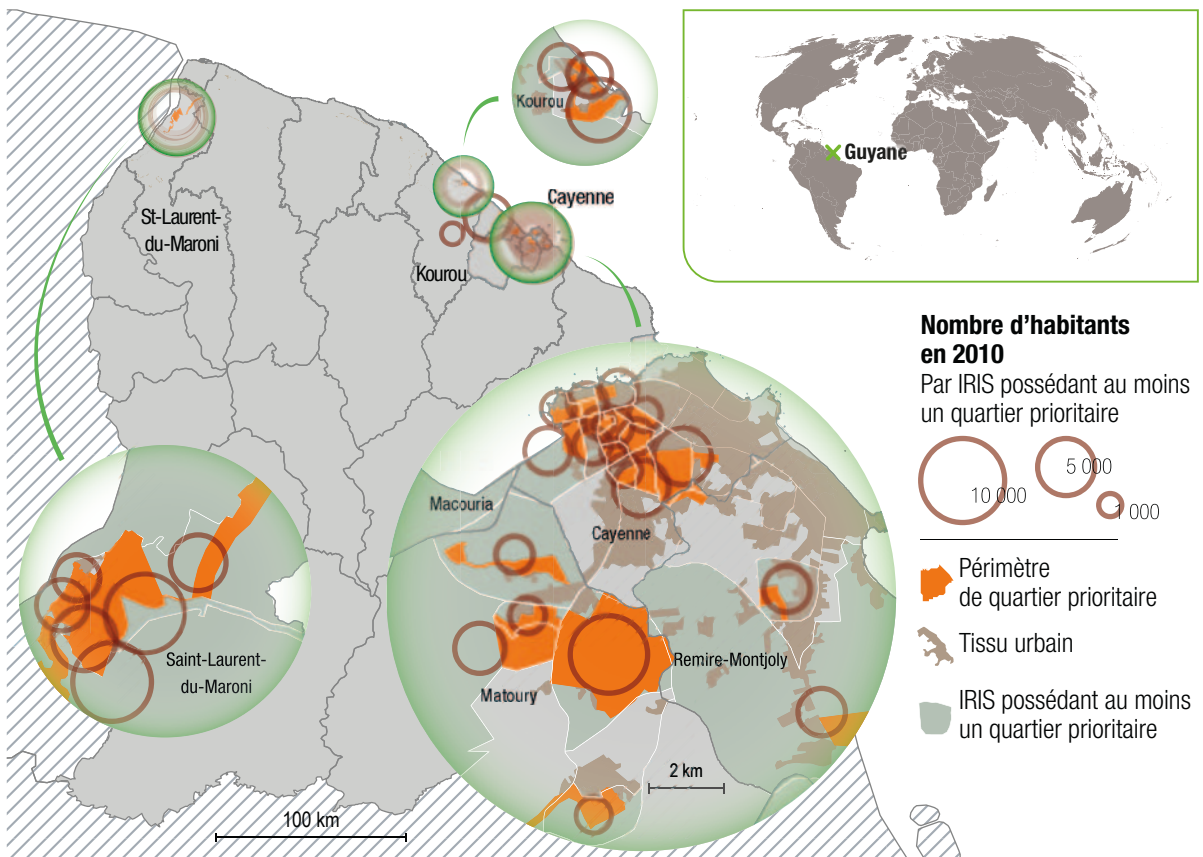 Kourou
Guyane
Cayenne
St-Laurent-
du-Maroni
Kourou
Nombre d'habitants
en 2010
Par IRIS possédant au moins
un quartier prioritaire
5 000
10 000
1 000
Macouria
Cayenne
Périmètre
de quartier prioritaire
Tissu urbain
Saint-Laurent-
du-Maroni
Remire-Montjoly
Matoury
IRIS possédant au moins
un quartier prioritaire
2 km
100 km